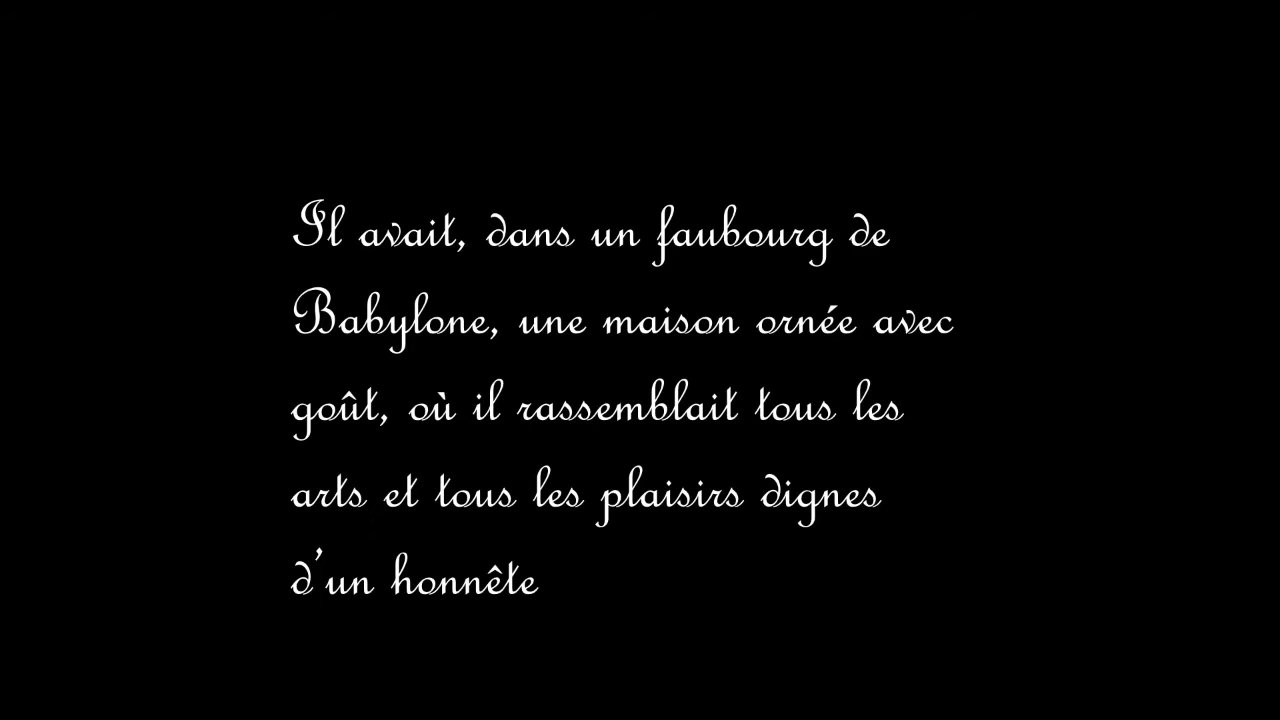 Il avait, dans un faubourg de
Babylone, une maison ornée avec
goût, où il rassemblait tous les
arts et tous les plaisirs dignes
d'un honnête